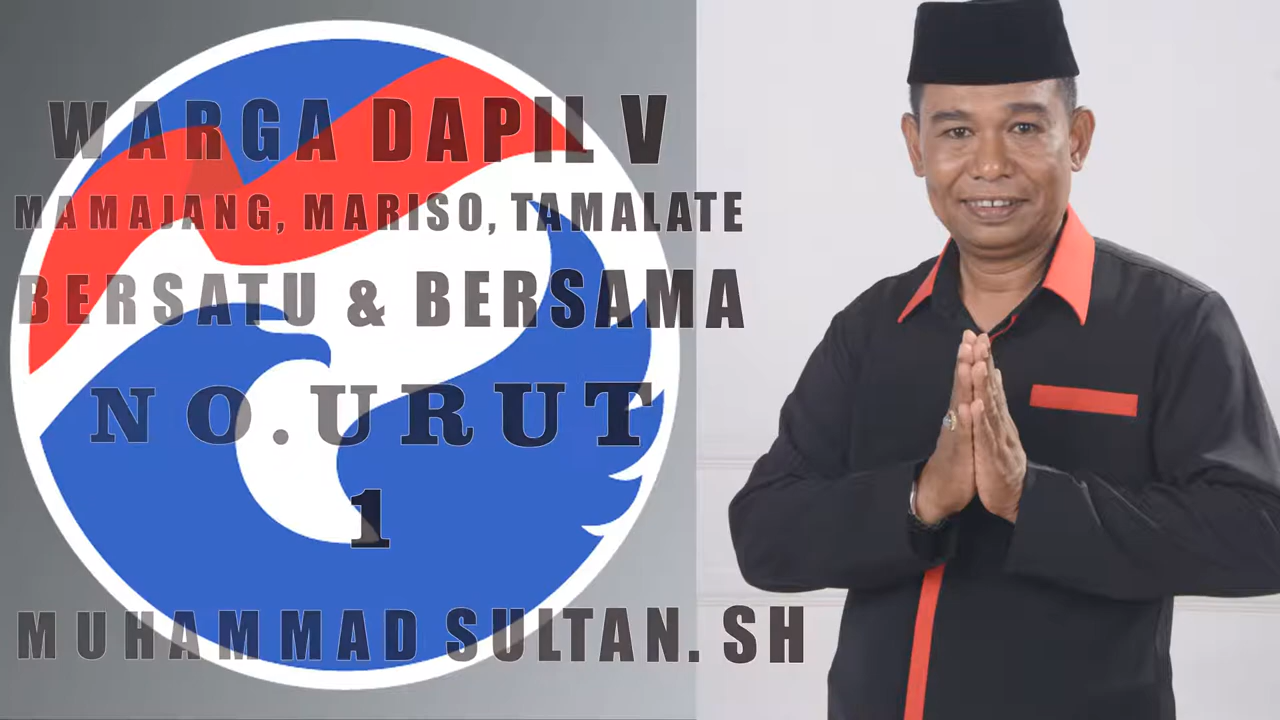 WARGA DAPIL V
MAMAJANG, MARISO, TAMALATE
BERSATU & BERSAMA
NO.URUT
1
MUHAMMAD SULTAN. SH